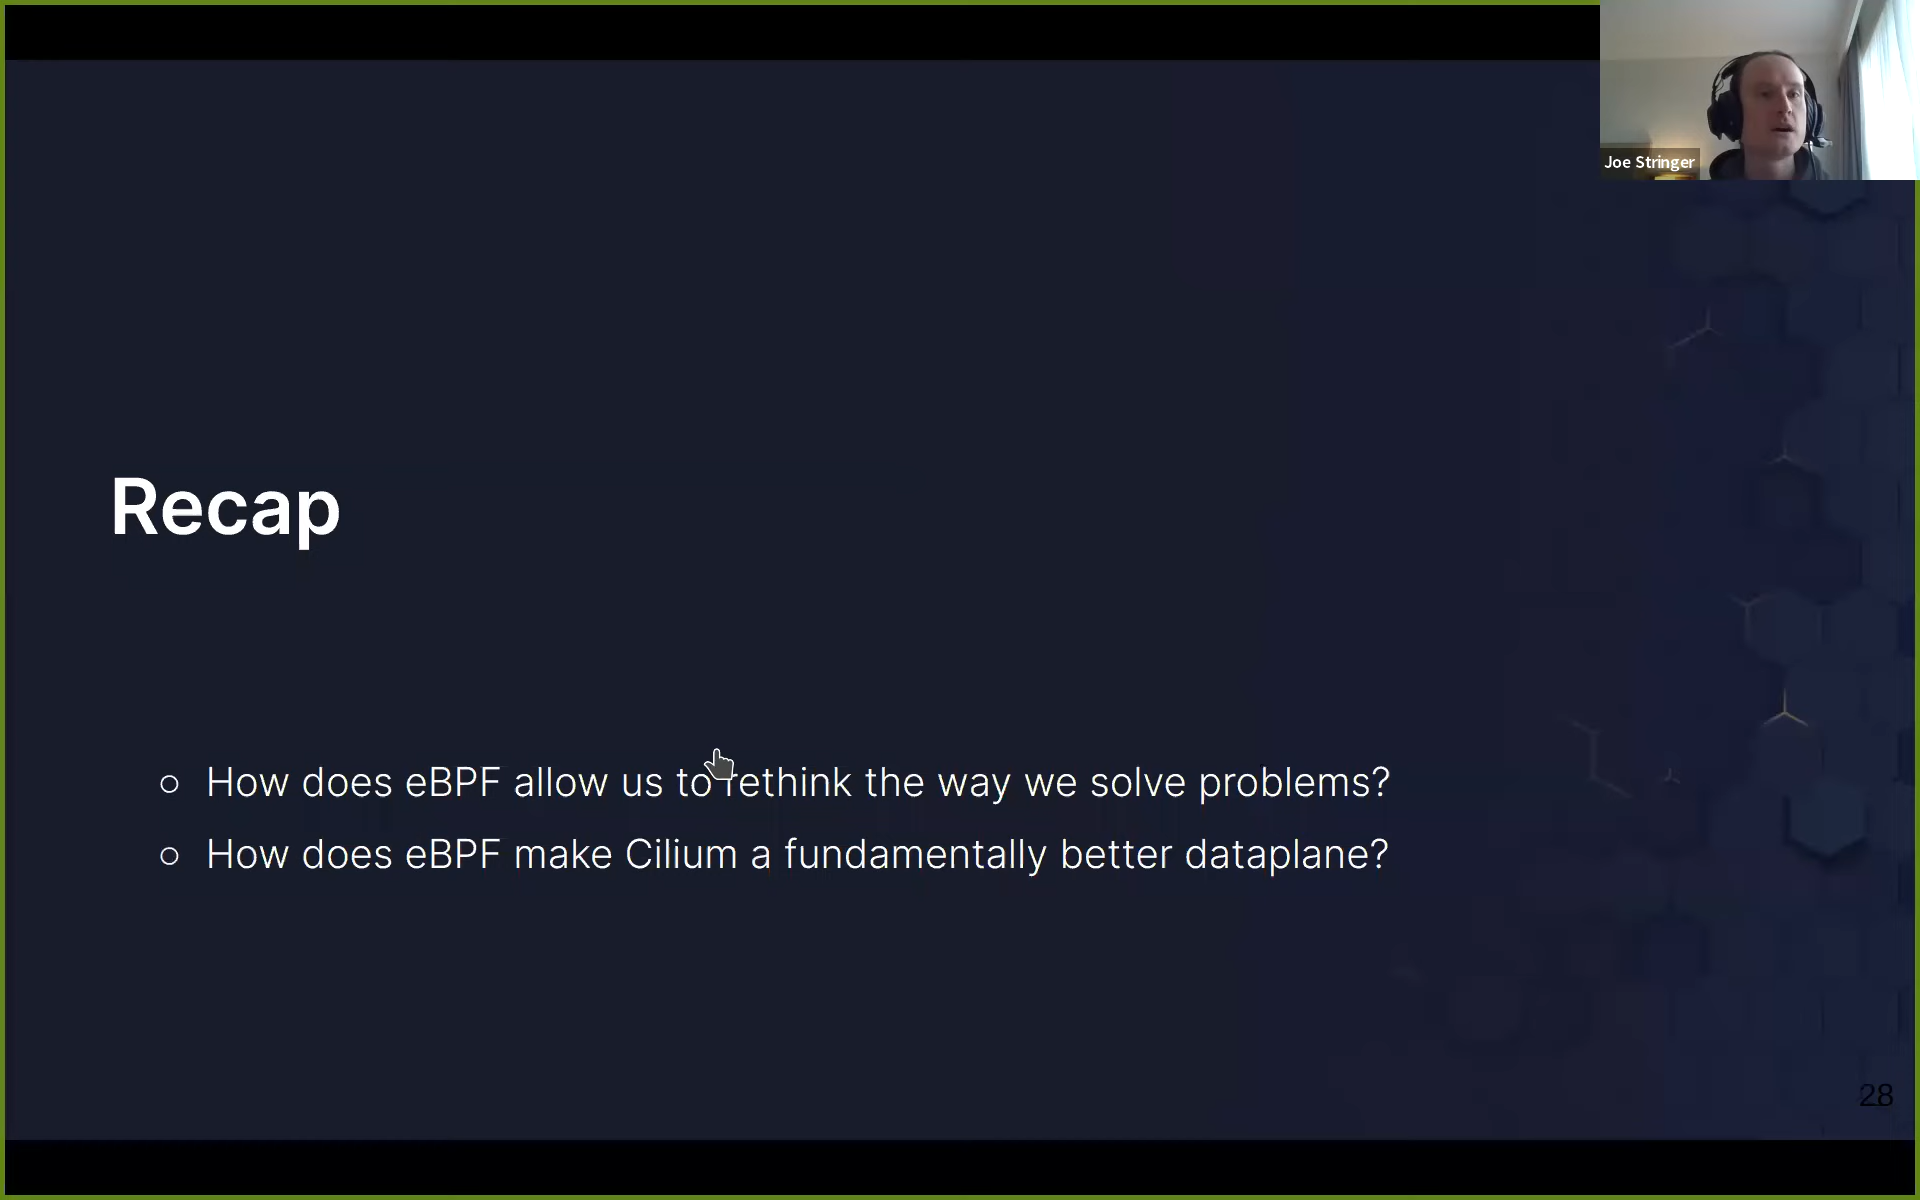 Joe Stringer
Recap
○ How does eBPF allow us to rethink the way we solve problems?
○ How does eBPF make Cilium a fundamentally better dataplane?
28